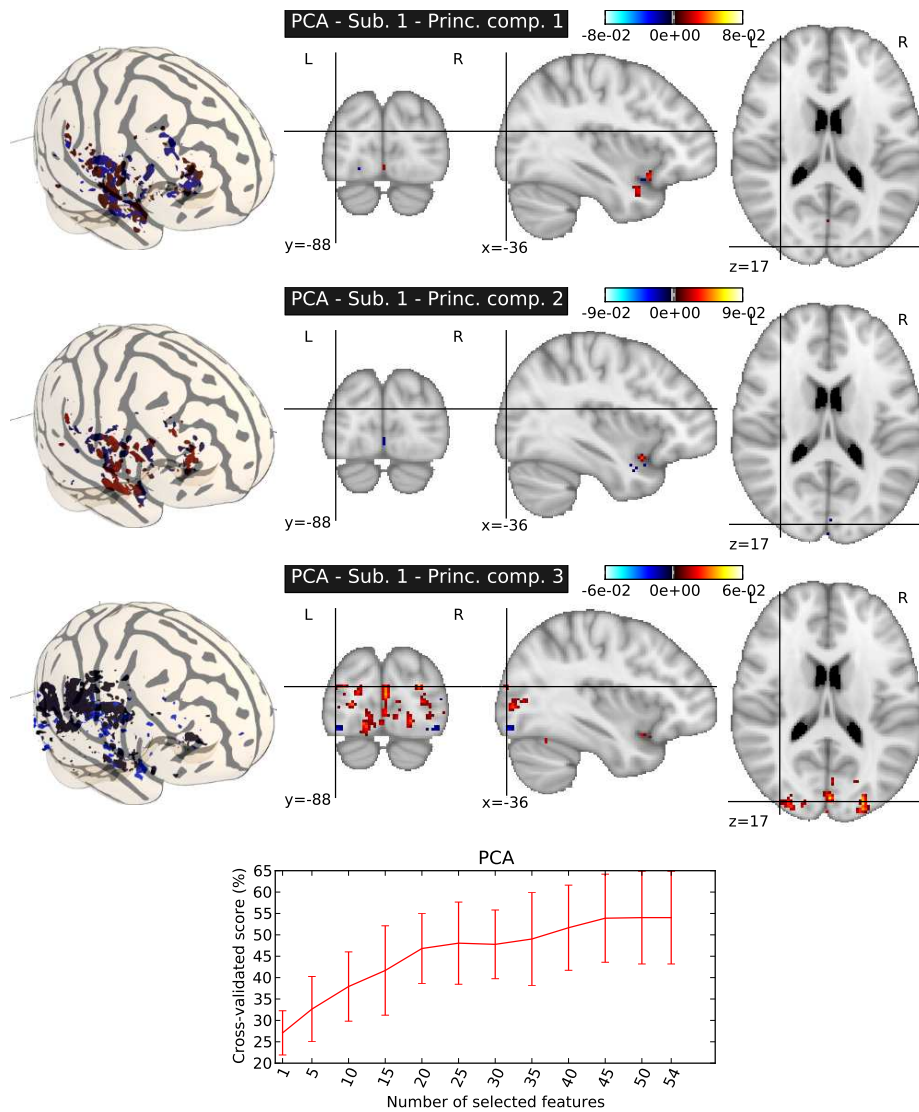 PCA - Sub. 1 - Princ. comp. 1
-8e-02 0e+00 8e-02
L R L R
y=-88 x=-36 z=17
PCA - Sub. 1 - Princ. comp. 2
-9e-02 0e+00 9e-02
L R L R
y=-88 x=-36 z=17
PCA - Sub. 1 - Princ. comp. 3
-6e-02 0e+00 6e-02
L R L R
y=-88 x=-36 z=17
PCA
Cross-validated score (%)
65
60
55
50
45
40
35
30
25
20
1 5 10 15 20 25 30 35 40 45 50 54
Number of selected features